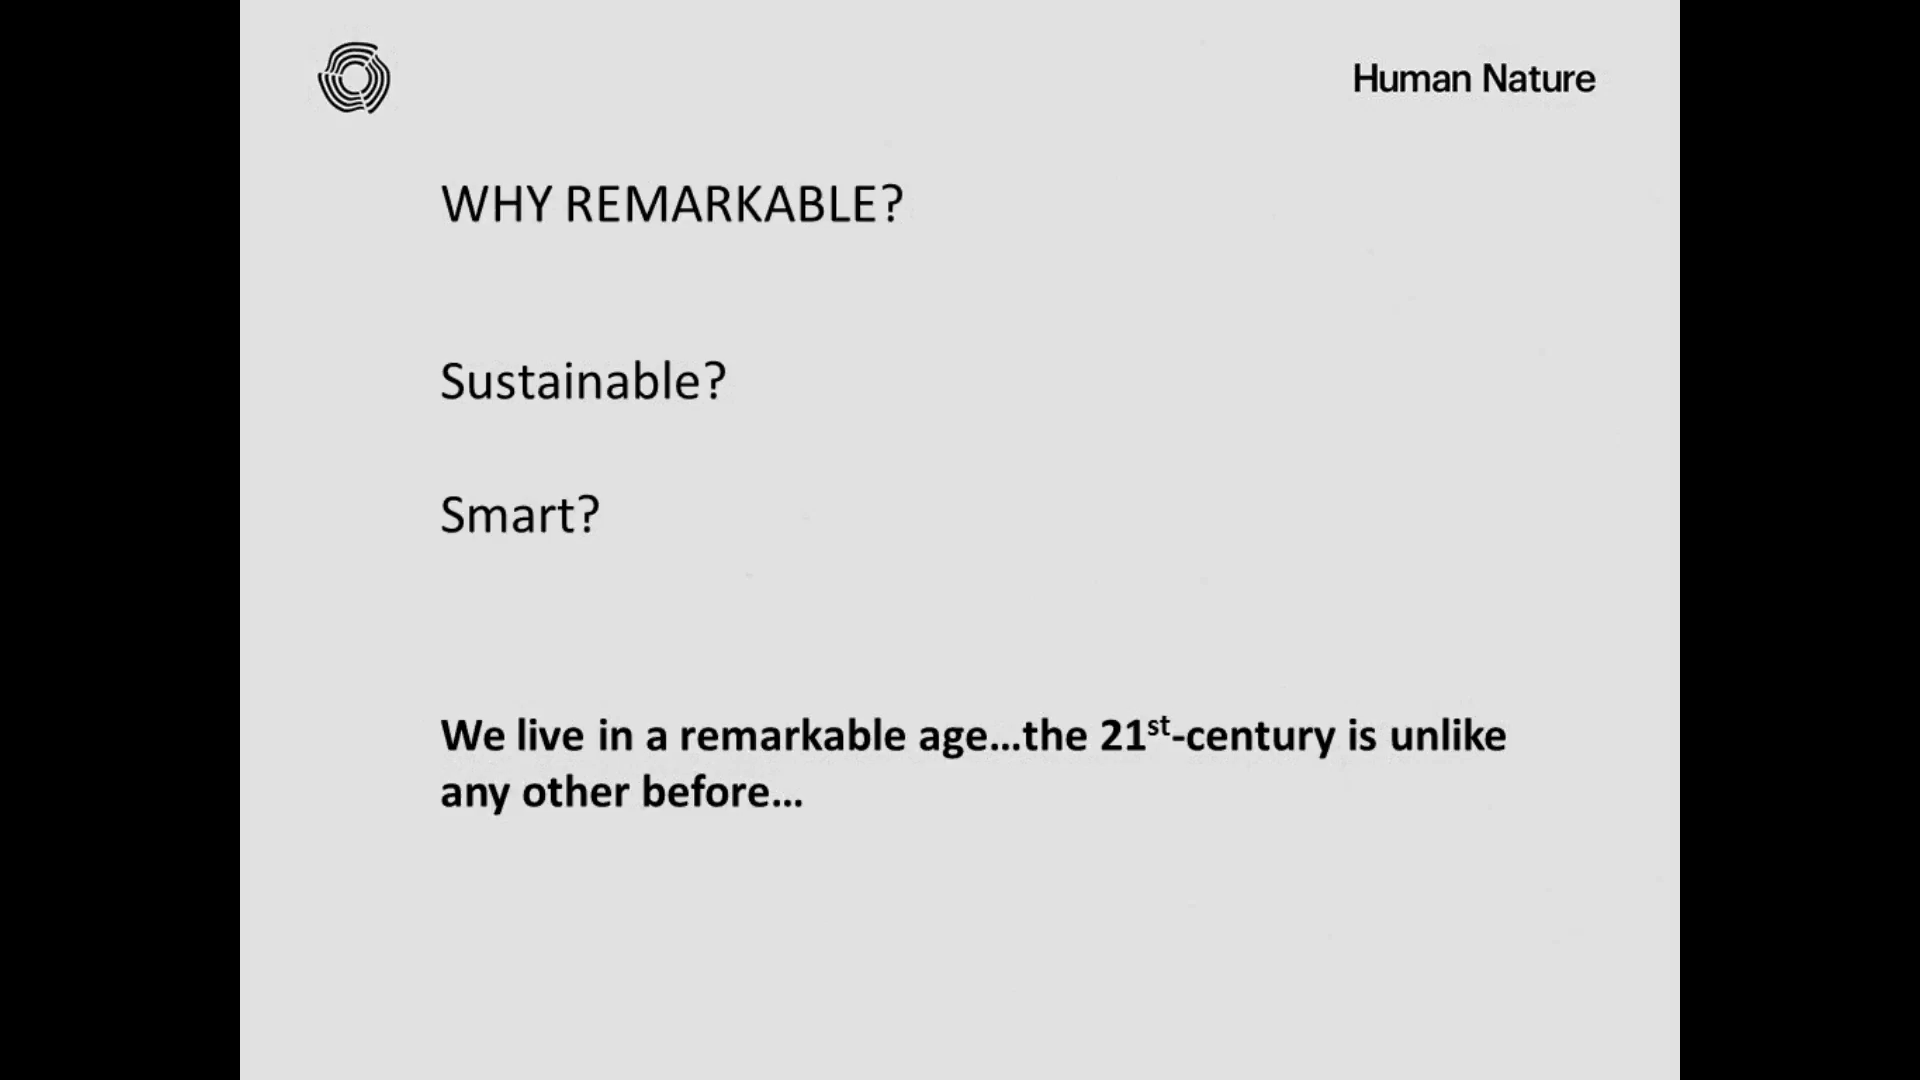 Human Nature
WHY REMARKABLE?
Sustainable?
Smart?
We live in a remarkable age...the 21st-century is unlike
any other before...